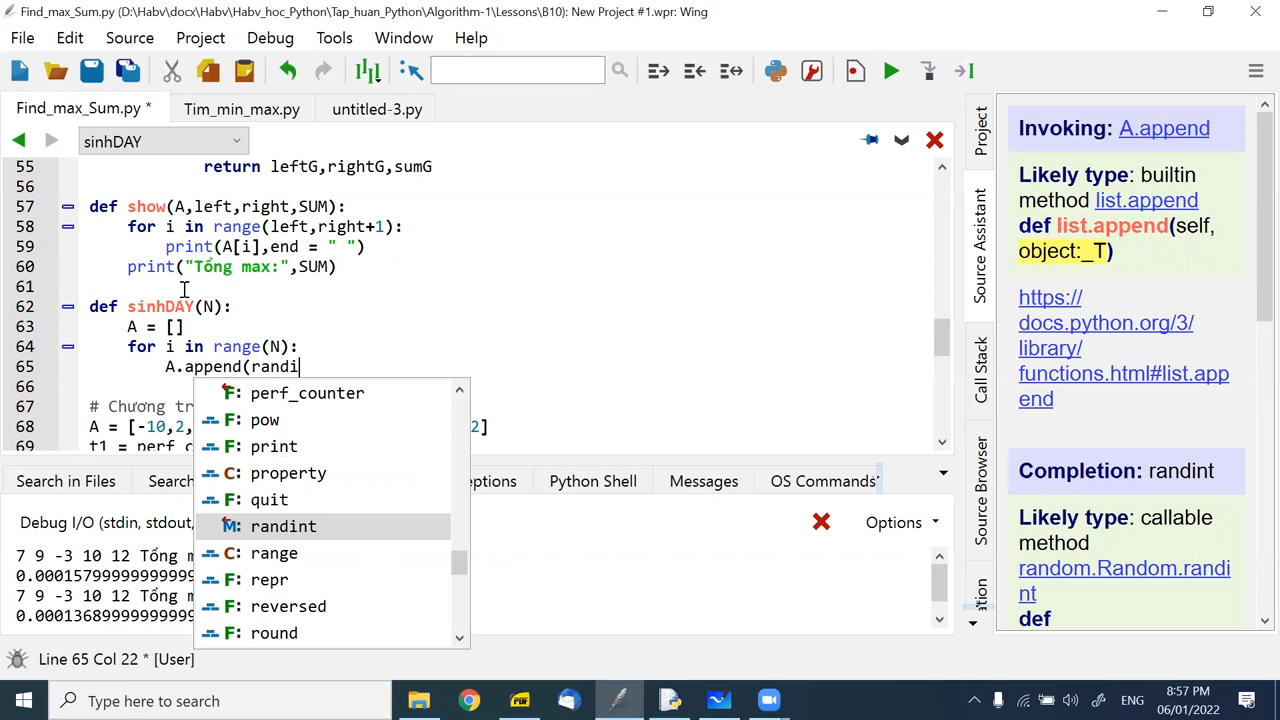 Find_max_Sum.py (D:\Habv\docx\Habv\Habv_hoc_Python\Tap_huan_Python\Algorithm-1\Lessons\B10): New Project #1.wpr: Wing
File Edit Source Project Debug Tools Window Help
Find_max_Sum.py * Tim_min_max.py untitled-3.py
sinhDAY
55 return leftG,rightG,sumG
56
57 def show(A,left,right,SUM):
58 for i in range(left,right+1):
59 print(A[i],end = " ")
60 print("Tổng max:",SUM)
61
62 def sinhDAY(N):
63 A = []
64 for i in range(N):
65 A.append(randi
66
67 # Chương tr
68 A = [-10,2, 2]
69 t1 = perf_c
F: perf_counter
F: pow
F: print
C: property
F: quit
M: randint
C: range
F: repr
F: reversed
F: round
Search in Files Search ptions Python Shell Messages OS Commands
Debug I/O (stdin, stdout, Options
7 9 -3 10 12 Tổng m
0.0001579999999999
7 9 -3 10 12 Tổng m
0.0001368999999999
Line 65 Col 22 * [User]
Project
Source Assistant
Call Stack
Source Browser
Invoking: A.append
Likely type: builtin
method list.append
def list.append(self,
object:_T)
https://
docs.python.org/3/
library/
functions.html#list.app
end
Completion: randint
Likely type: callable
method
random.Random.randi
nt
def
Type here to search
PDF
ENG
8:57 PM
06/01/2022